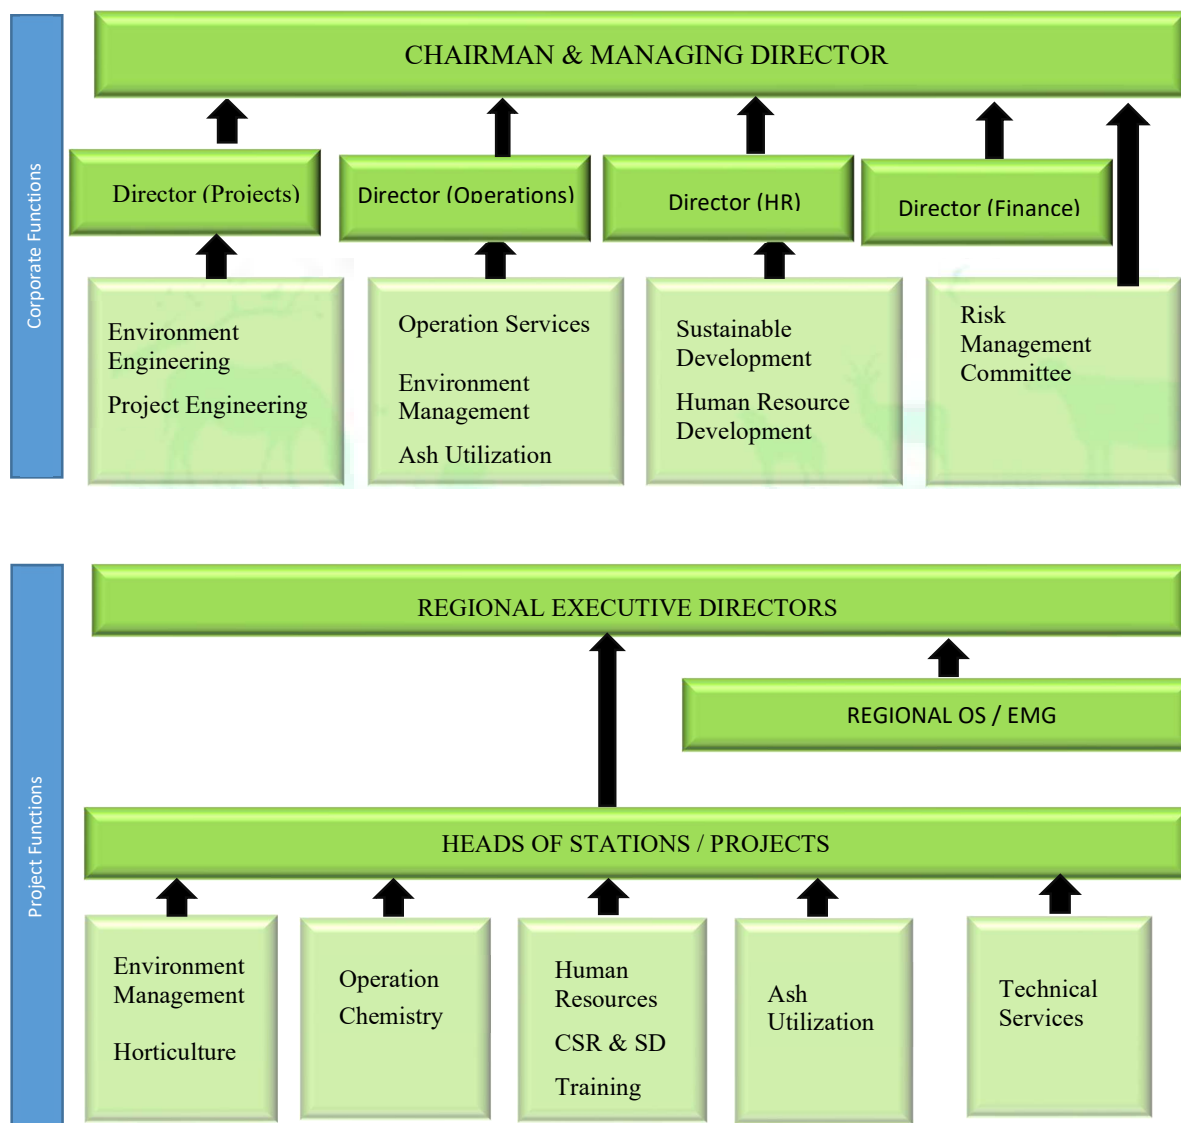 Corporate Functions
CHAIRMAN & MANAGING DIRECTOR
Director (Projects)
Director (Operations)
Director (HR)
Director (Finance)
Environment
Engineering
Project Engineering
Operation Services
Environment
Management
Ash Utilization
Sustainable
Development
Human Resource
Development
Risk
Management
Committee
Project Functions
REGIONAL EXECUTIVE DIRECTORS
REGIONAL OS / EMG
HEADS OF STATIONS / PROJECTS
Environment
Management
Horticulture
Operation
Chemistry
Human
Resources
CSR & SD
Training
Ash
Utilization
Technical
Services